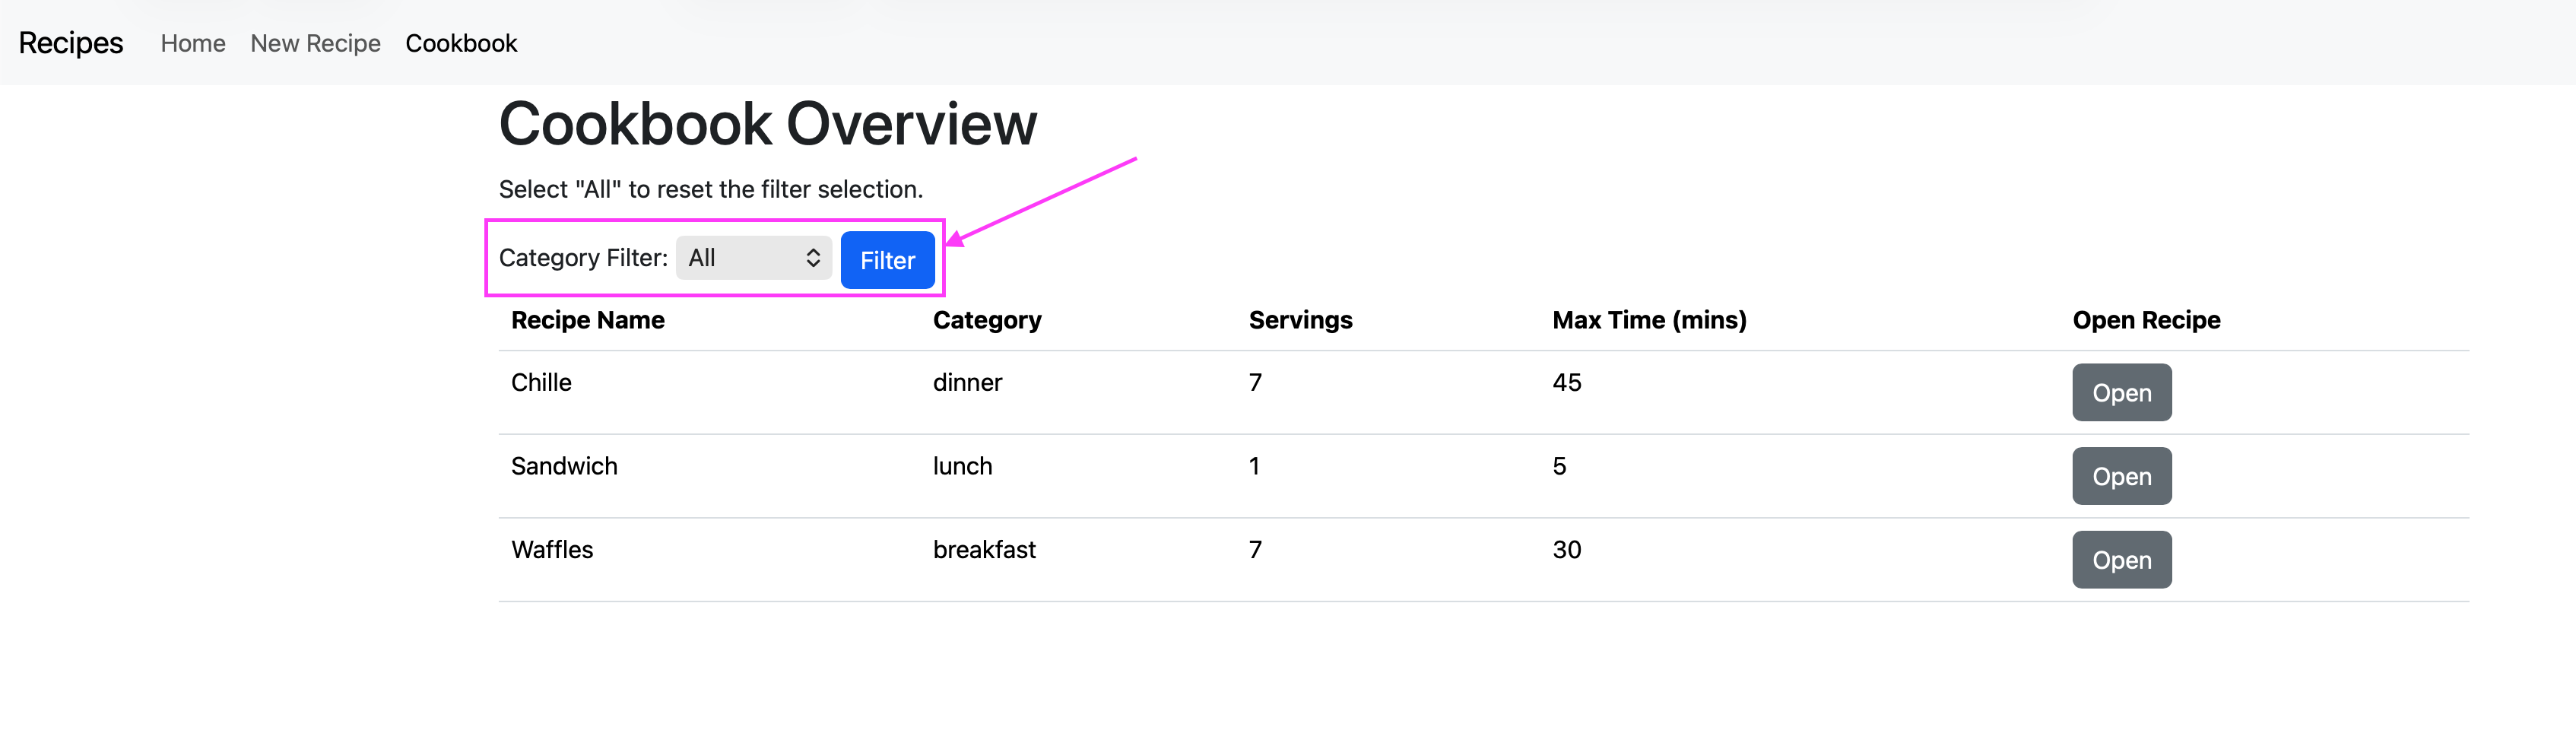 Recipes Home New Recipe Cookbook
Cookbook Overview
Select "All" to reset the filter selection.
Category Filter: All Filter
Recipe Name Category Servings Max Time (mins) Open Recipe
Chille dinner 7 45 Open
Sandwich lunch 1 5 Open
Waffles breakfast 7 30 Open